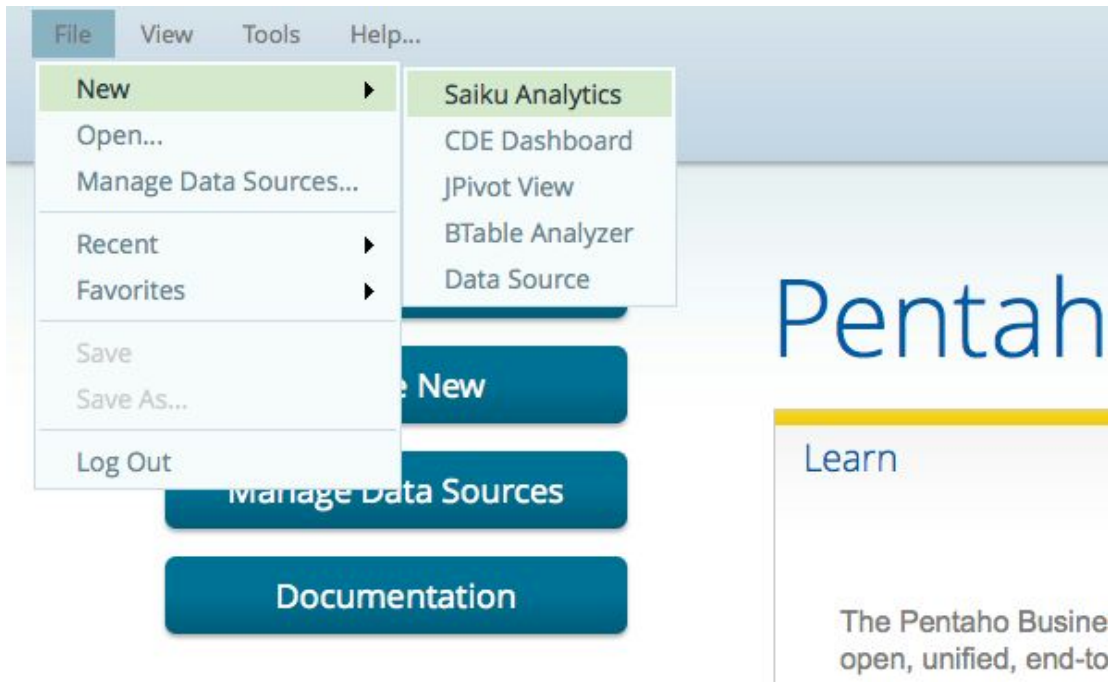 File View Tools Help...
New
Open...
Manage Data Sources...
Recent
Favorites
Save
Save As...
Log Out
Saiku Analytics
CDE Dashboard
JPivot View
BTable Analyzer
Data Source
New
Manage Data Sources
Documentation
Pentah
Learn
The Pentaho Busine
open, unified, end-to